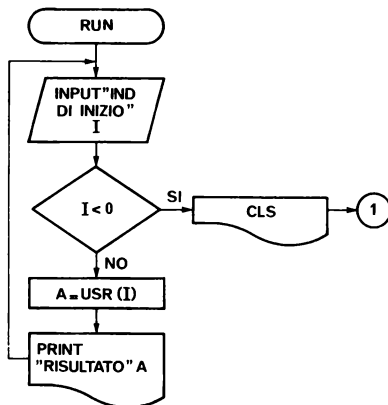 RUN
INPUT"IND
DI INIZIO"
I
I<0
SI
CLS
1
NO
A=USR(I)
PRINT
"RISULTATO"A